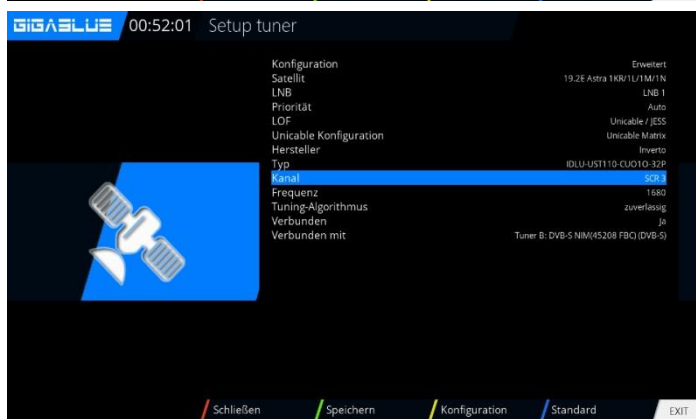 GIGABLUE 00:52:01 Setup tuner
Konfiguration Erweitert
Satellit 19.2E Astra 1KR/1L/1M/1N
LNB LNB 1
Priorität Auto
LOF Unicable / JESS
Unicable Konfiguration Unicable Matrix
Hersteller Inverto
Typ IDLU-UST110-CUO1O-32P
Kanal SCR 3
Frequenz 1680
Tuning-Algorithmus zuverlässig
Verbunden Ja
Verbunden mit Tuner B: DVB-S NIM(45208 FBC) (DVB-S)
Schließen Speichern Konfiguration Standard EXIT